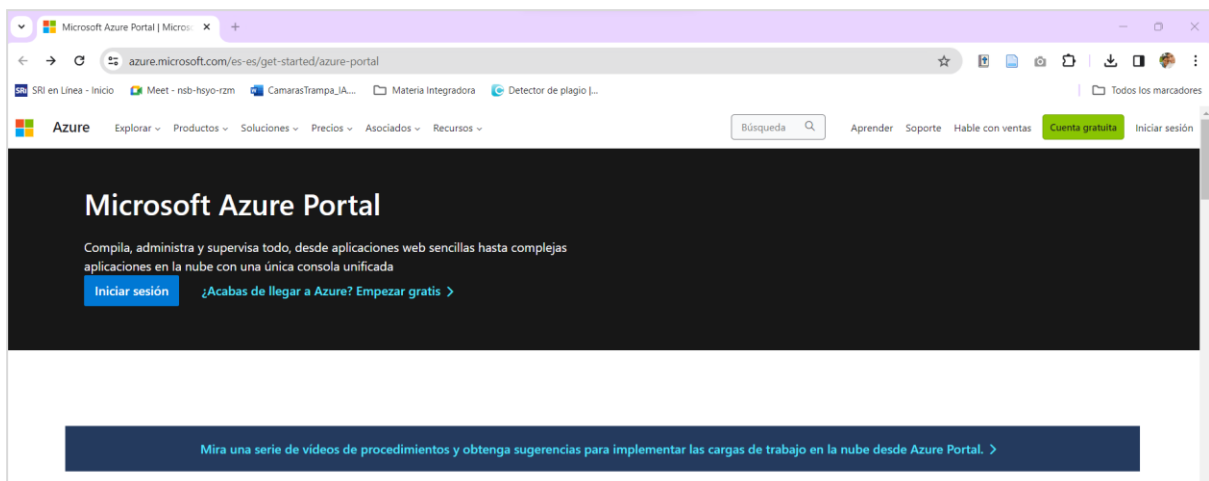 Microsoft Azure Portal | Micros
azure.microsoft.com/es-es/get-started/azure-portal
SRi SRI en Línea - Inicio Meet - nsb-hsyo-rzm CamarasTrampa_IA.... Materia Integradora Detector de plagio |... Todos los marcadores
Azure Explorar Productos Soluciones Precios Asociados Recursos Búsqueda Aprender Soporte Hable con ventas Cuenta gratuita Iniciar sesión
Microsoft Azure Portal
Compila, administra y supervisa todo, desde aplicaciones web sencillas hasta complejas
aplicaciones en la nube con una única consola unificada
Iniciar sesión ¿Acabas de llegar a Azure? Empezar gratis >
Mira una serie de vídeos de procedimientos y obtenga sugerencias para implementar las cargas de trabajo en la nube desde Azure Portal. >